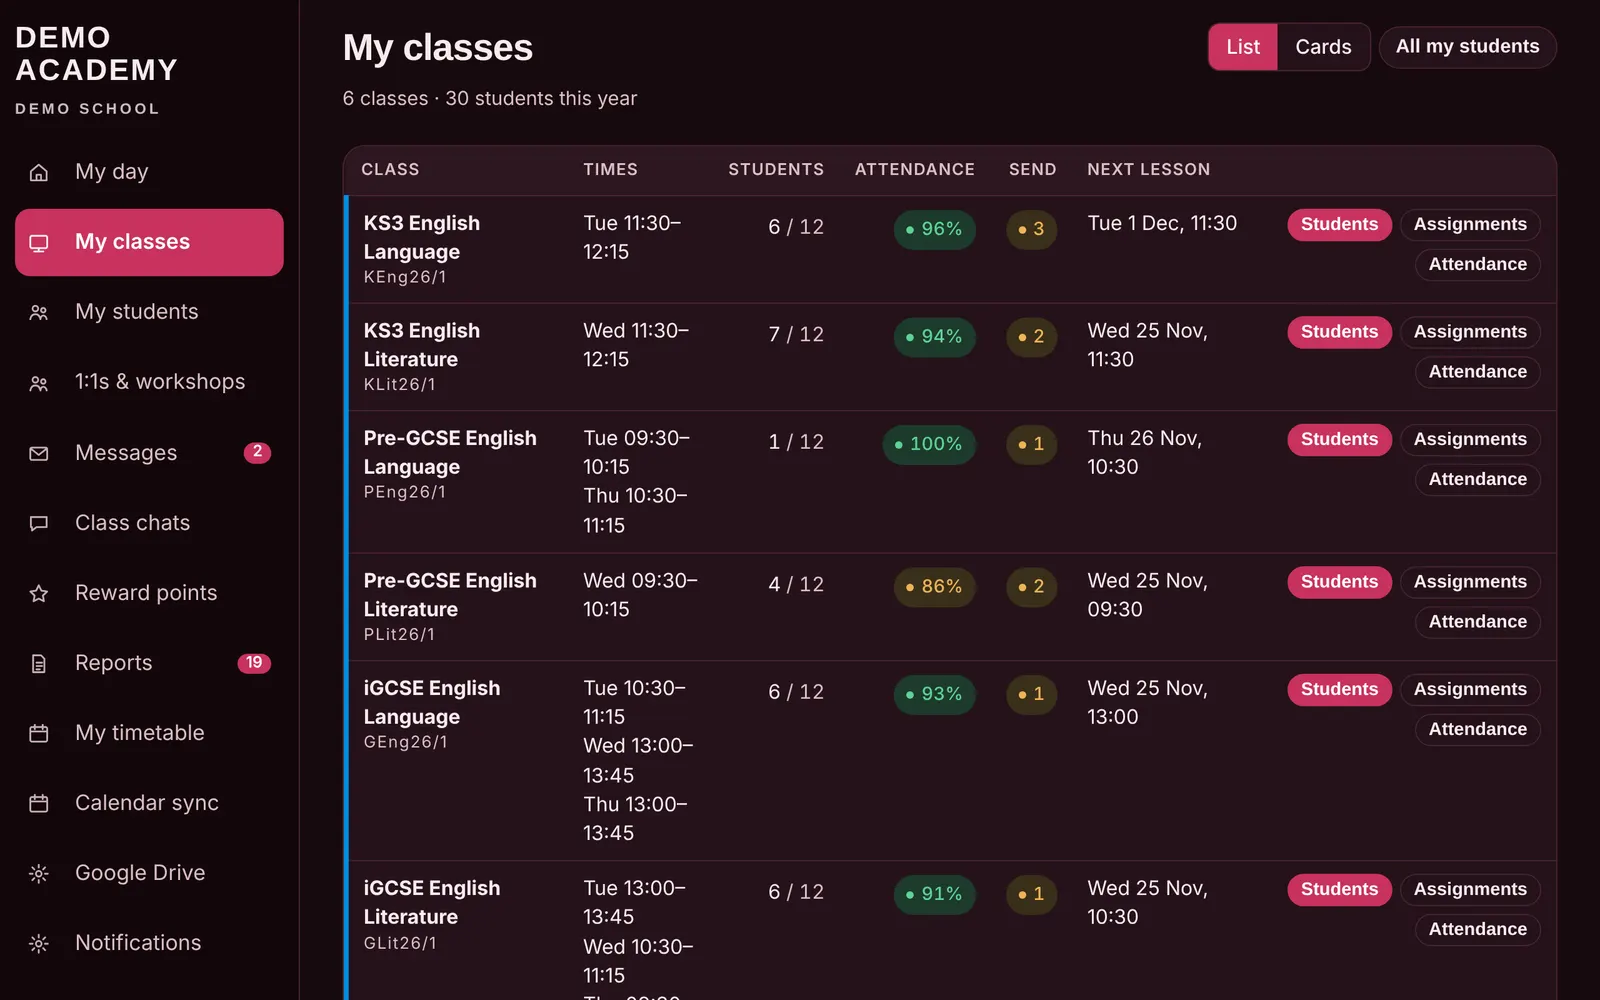 DEMO
ACADEMY
DEMO SCHOOL
My day
My classes
My students
1:1s & workshops
Messages 2
Class chats
Reward points
Reports 19
My timetable
Calendar sync
Google Drive
Notifications
My classes
List Cards All my students
6 classes · 30 students this year
CLASS TIMES STUDENTS ATTENDANCE SEND NEXT LESSON
KS3 English Tue 11:30– 6 / 12 96% 3 Tue 1 Dec, 11:30 Students Assignments
Language 12:15 Attendance
KEng26/1
KS3 English Wed 11:30– 7 / 12 94% 2 Wed 25 Nov, Students Assignments
Literature 12:15 11:30 Attendance
KLit26/1
Pre-GCSE English Tue 09:30– 1 / 12 100% 1 Thu 26 Nov, Students Assignments
Language 10:15 10:30 Attendance
PEng26/1 Thu 10:30–
11:15
Pre-GCSE English Wed 09:30– 4 / 12 86% 2 Wed 25 Nov, Students Assignments
Literature 10:15 09:30 Attendance
PLit26/1
iGCSE English Tue 10:30– 6 / 12 93% 1 Wed 25 Nov, Students Assignments
Language 11:15 13:00 Attendance
GEng26/1 Wed 13:00–
13:45
Thu 13:00–
13:45
iGCSE English Tue 13:00– 6 / 12 91% 1 Wed 25 Nov, Students Assignments
Literature 13:45 10:30 Attendance
GLit26/1 Wed 10:30–
11:15